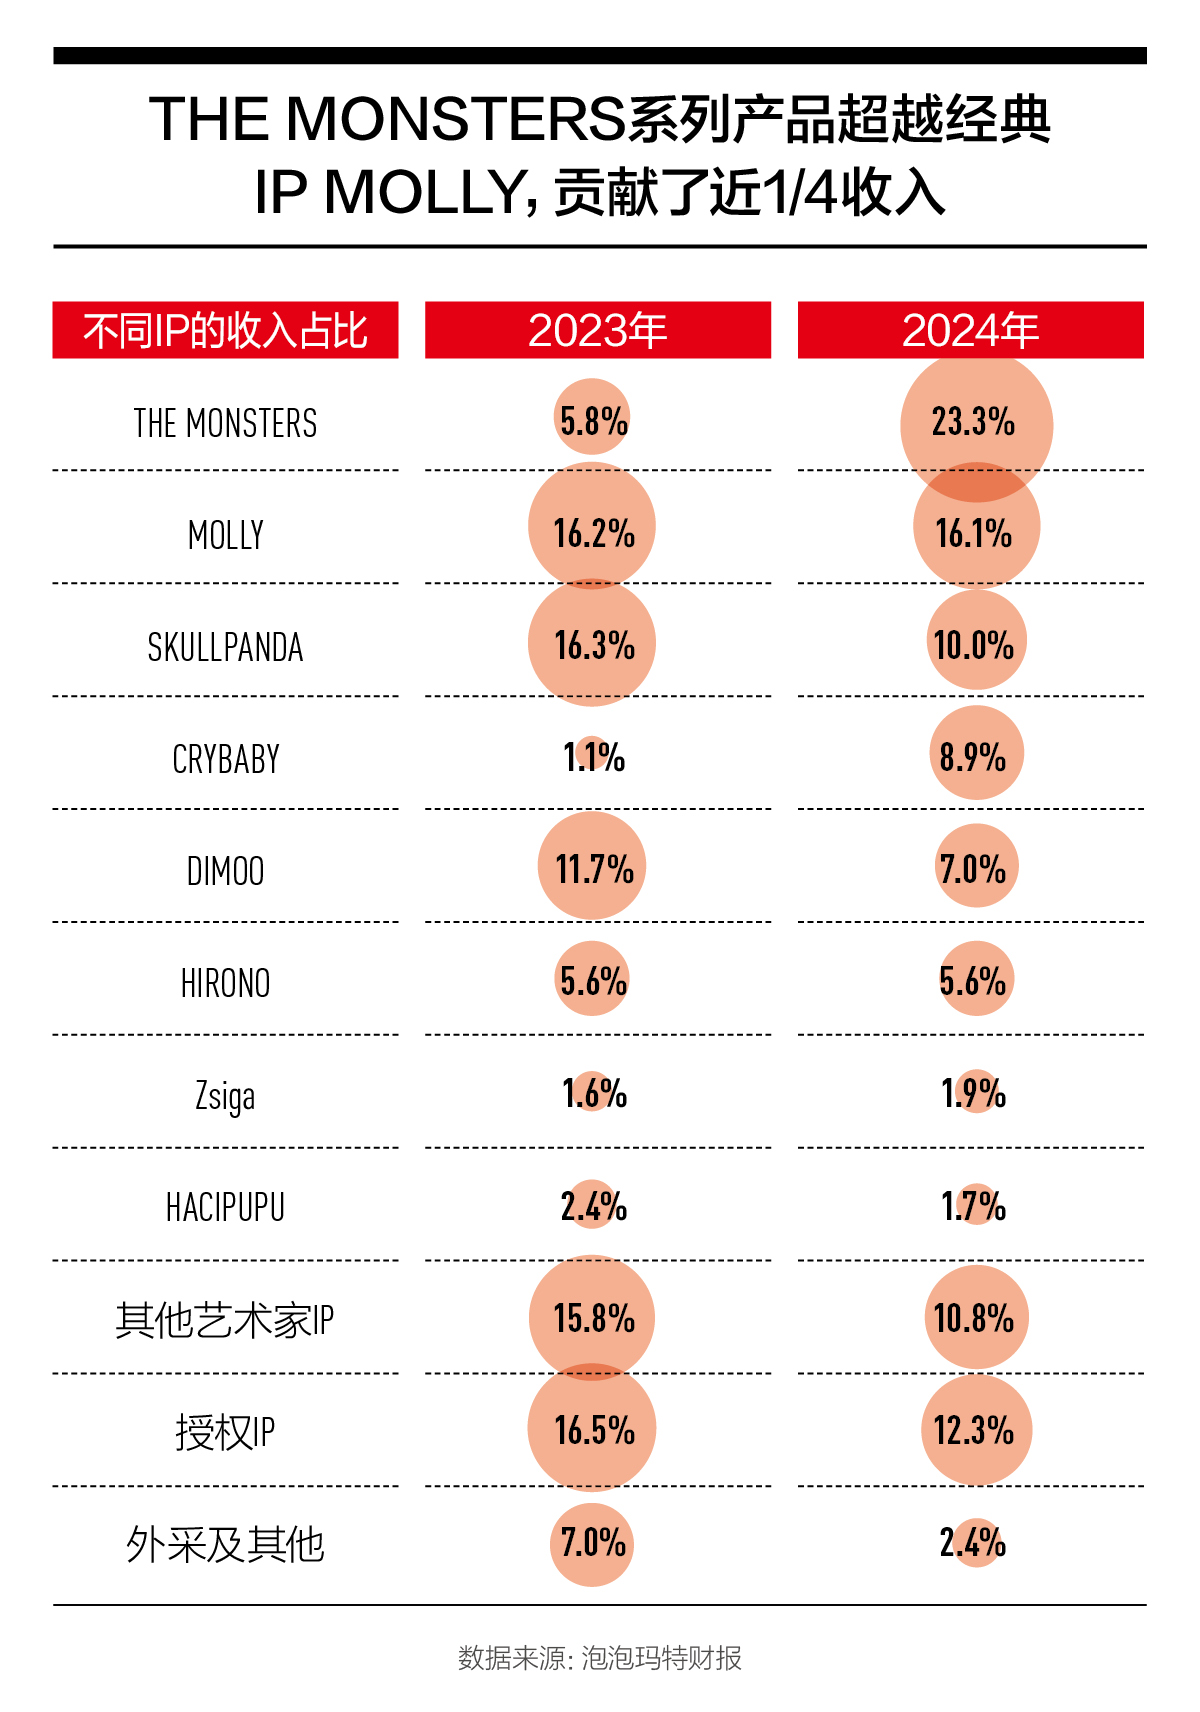 THE MONSTERS系列产品超越经典
IP MOLLY，贡献了近1/4收入
不同IP的收入占比 2023年 2024年
THE MONSTERS 5.8% 23.3%
MOLLY 16.2% 16.1%
SKULLPANDA 16.3% 10.0%
CRYBABY 1.1% 8.9%
DIMOO 11.7% 7.0%
HIRONO 5.6% 5.6%
Zsiga 1.6% 1.9%
HACIPUPU 2.4% 1.7%
其他艺术家IP 15.8% 10.8%
授权IP 16.5% 12.3%
外采及其他 7.0% 2.4%
数据来源：泡泡玛特财报